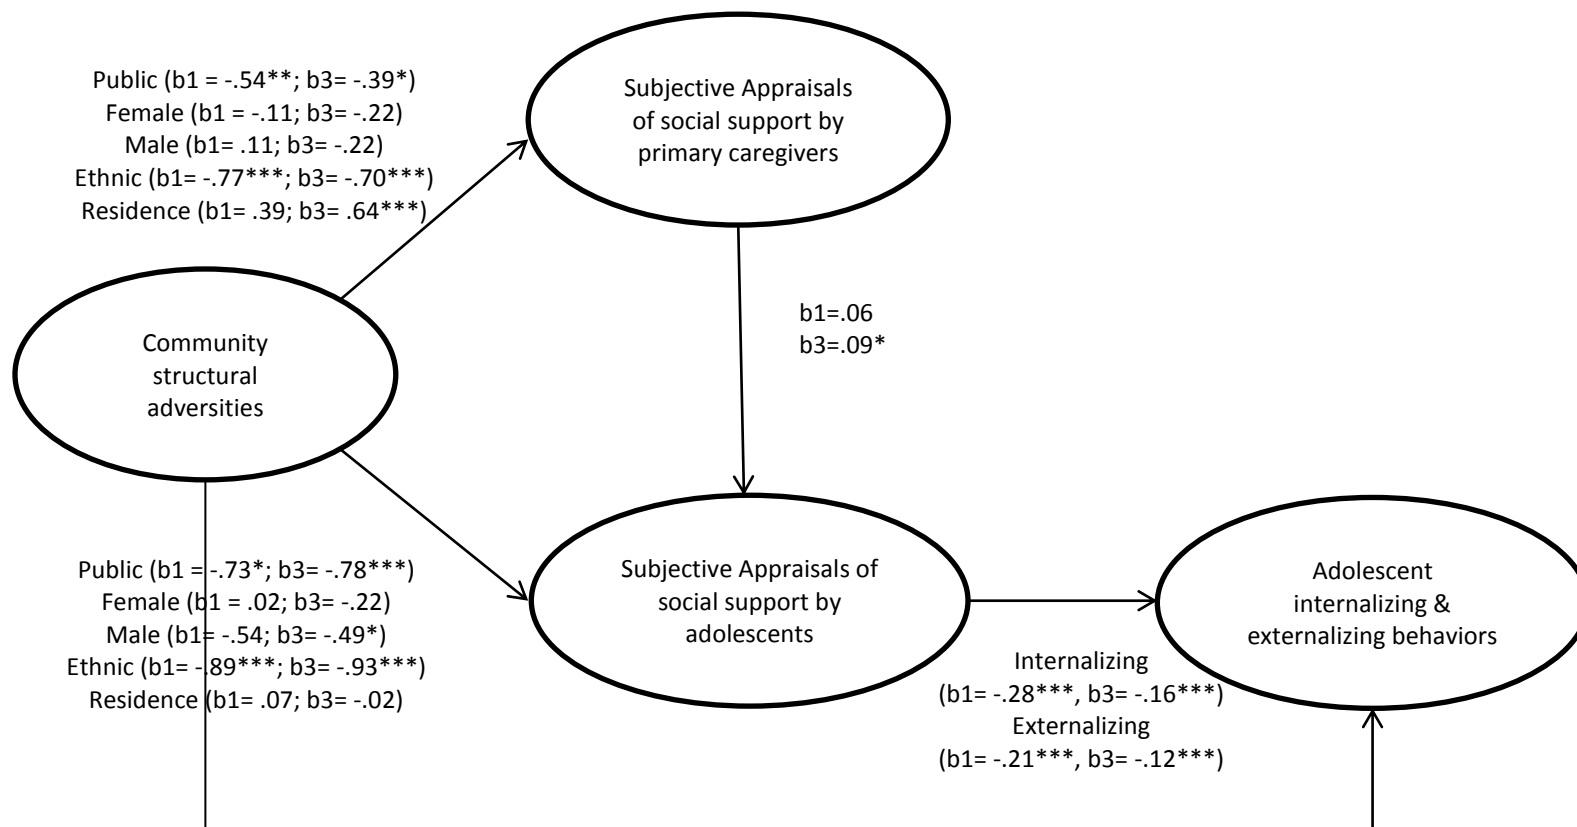 Public (b1 = -.54**; b3= -.39*)
Female (b1 = -.11; b3= -.22)
Male (b1= .11; b3= -.22)
Ethnic (b1= -.77***; b3= -.70***)
Residence (b1= .39; b3= .64***)
Subjective Appraisals
of social support by
primary caregivers
Community
structural
adversities
b1=.06
b3=.09*
Public (b1 = -.73*; b3= -.78***)
Female (b1 = .02; b3= -.22)
Male (b1= -.54; b3= -.49*)
Ethnic (b1= -.89***; b3= -.93***)
Residence (b1= .07; b3= -.02)
Subjective Appraisals of
social support by
adolescents
Internalizing
(b1= -.28***, b3= -.16***)
Externalizing
(b1= -.21***, b3= -.12***)
Adolescent
internalizing &
externalizing behaviors